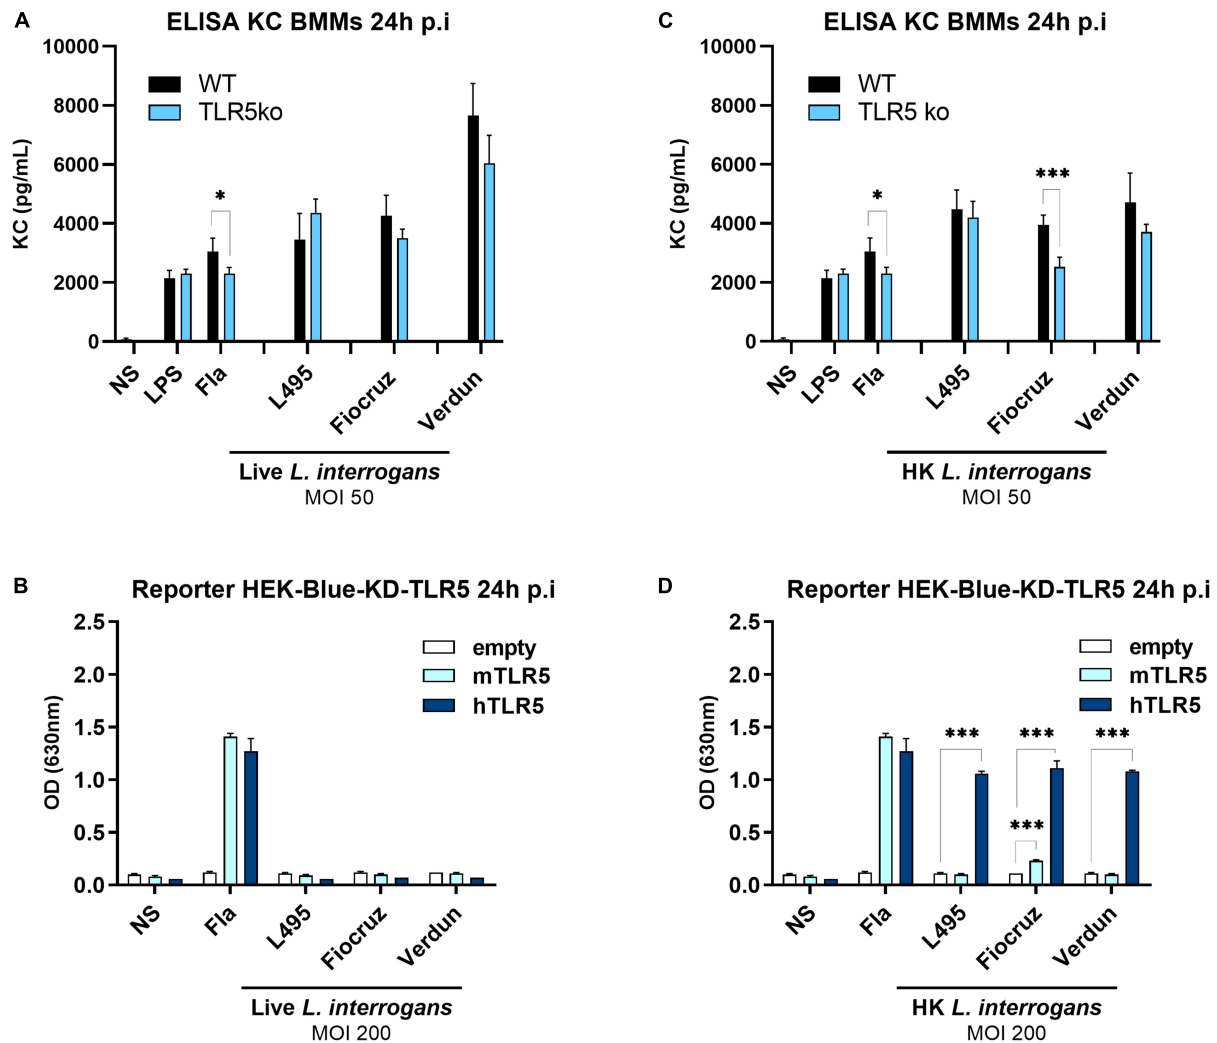 A
ELISA KC BMMs 24h p.i
KC (pg/mL)
10000
8000
6000
4000
2000
0
WT
TLR5ko
*
NS
LPS
Fla
L495
Fiocruz
Verdun
Live L. interrogans
MOI 50
C
ELISA KC BMMs 24h p.i
KC (pg/mL)
10000
8000
6000
4000
2000
0
WT
TLR5 ko
*
***
NS
LPS
Fla
L495
Fiocruz
Verdun
HK L. interrogans
MOI 50
B
Reporter HEK-Blue-KD-TLR5 24h p.i
OD (630nm)
2.5
2.0
1.5
1.0
0.5
0.0
empty
mTLR5
hTLR5
NS
Fla
L495
Fiocruz
Verdun
Live L. interrogans
MOI 200
D
Reporter HEK-Blue-KD-TLR5 24h p.i
OD (630nm)
2.5
2.0
1.5
1.0
0.5
0.0
empty
mTLR5
hTLR5
***
***
***
***
NS
Fla
L495
Fiocruz
Verdun
HK L. interrogans
MOI 200